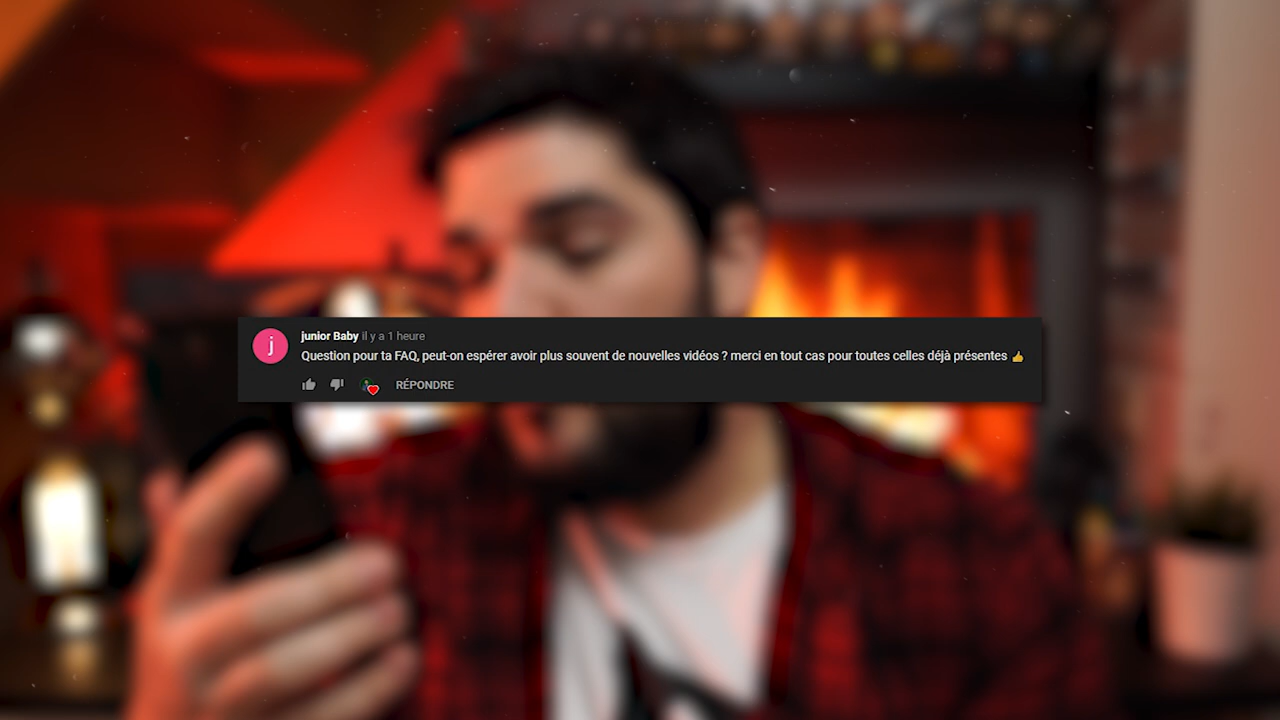 j
junior Baby il y a 1 heure
Question pour ta FAQ, peut-on espérer avoir plus souvent de nouvelles vidéos ? merci en tout cas pour toutes celles déjà présentes 👍
RÉPONDRE